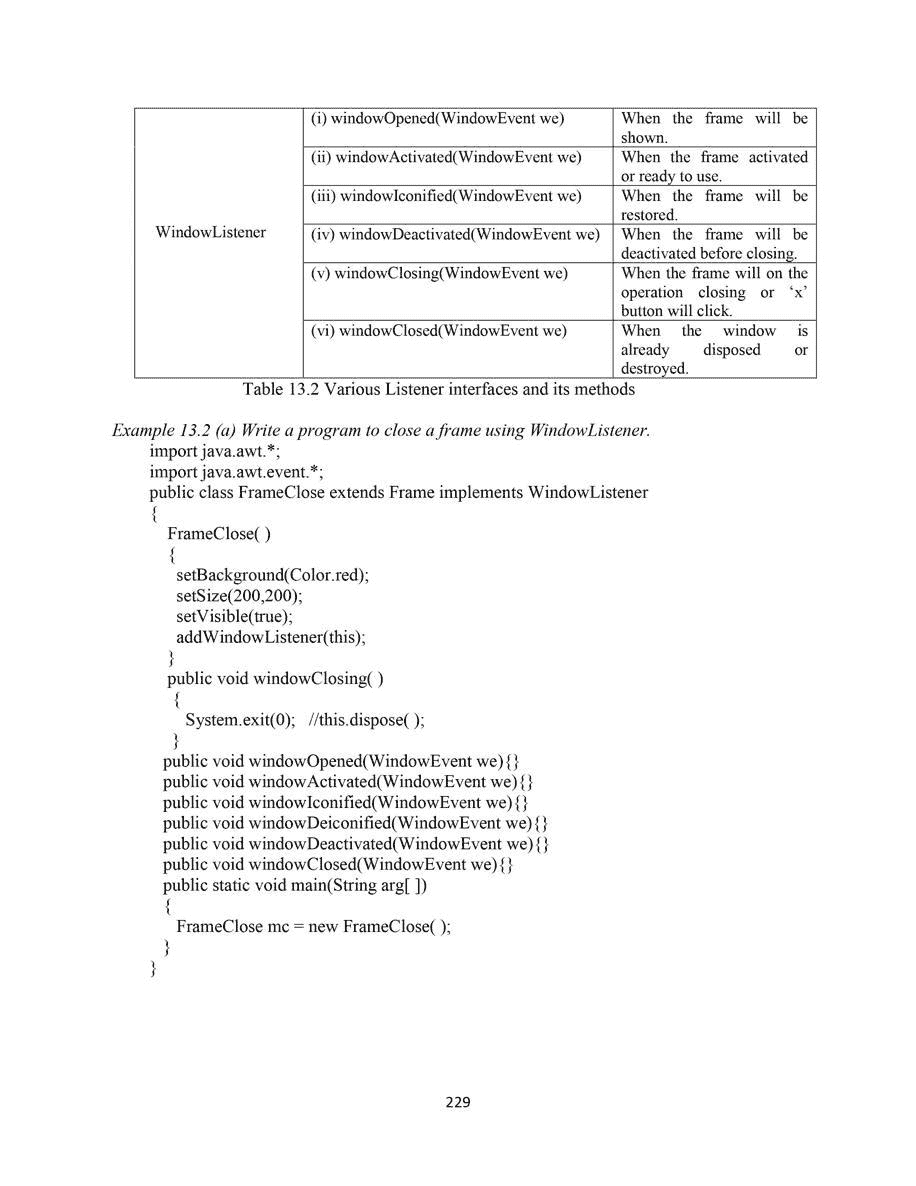 WindowListener
(i) windowOpened(WindowEvent we)
When the frame will be
shown.
(ii) windowActivated(WindowEvent we)
When the frame activated
or ready to use.
(iii) windowIconified(WindowEvent we)
When the frame will be
restored.
(iv) windowDeactivated(WindowEvent we)
When the frame will be
deactivated before closing.
(v) windowClosing(WindowEvent we)
When the frame will on the
operation closing or ‘x’
button will click.
(vi) windowClosed(WindowEvent we)
When the window is
already disposed or
destroyed.
Table 13.2 Various Listener interfaces and its methods
Example 13.2 (a) Write a program to close a frame using WindowListener.
import java.awt.*;
import java.awt.event.*;
public class FrameClose extends Frame implements WindowListener
{
FrameClose( )
{
setBackground(Color.red);
setSize(200,200);
setVisible(true);
addWindowListener(this);
}
public void windowClosing( )
{
System.exit(0); //this.dispose( );
}
public void windowOpened(WindowEvent we){}
public void windowActivated(WindowEvent we){}
public void windowIconified(WindowEvent we){}
public void windowDeiconified(WindowEvent we){}
public void windowDeactivated(WindowEvent we){}
public void windowClosed(WindowEvent we){}
public static void main(String arg[ ])
{
FrameClose mc = new FrameClose( );
}
}
229